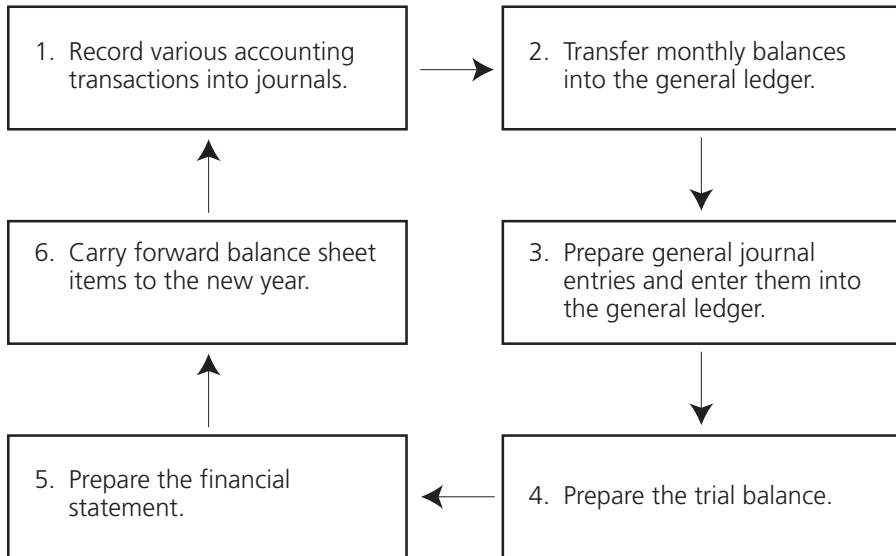 1. Record various accounting
transactions into journals.
2. Transfer monthly balances
into the general ledger.
3. Prepare general journal
entries and enter them into
the general ledger.
4. Prepare the trial balance.
5. Prepare the financial
statement.
6. Carry forward balance sheet
items to the new year.